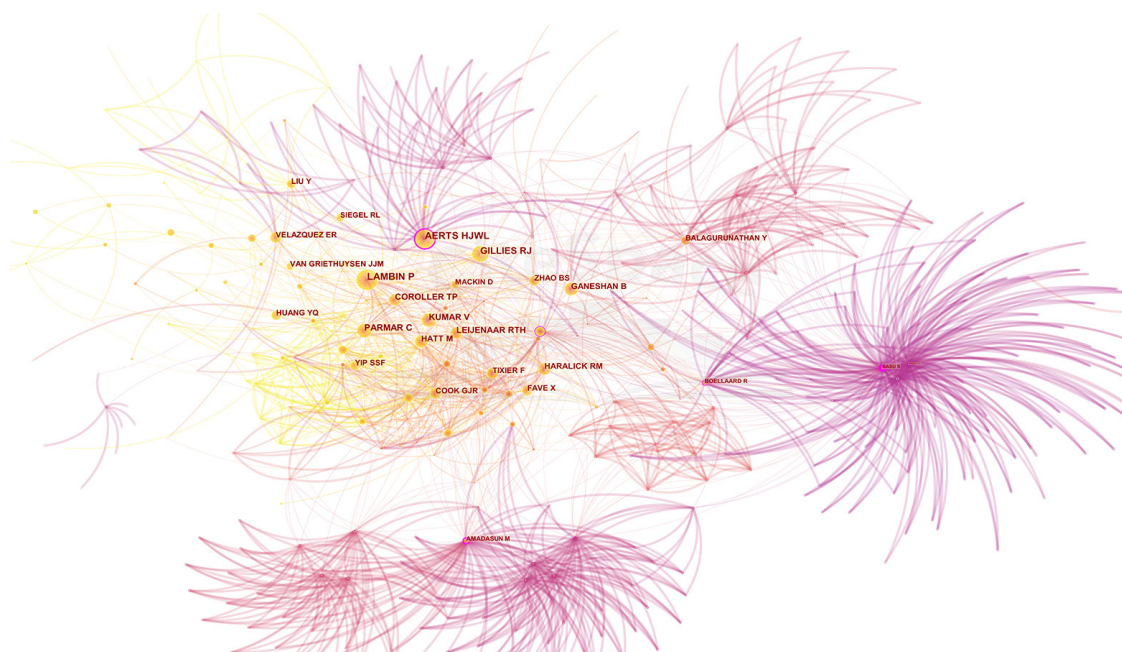 LIU Y
SIEGEL RL
VELAZQUEZ ER
AERTS HJWL
BALAGURUNATHAN Y
GILLIES RJ
VAN GRIETHUYSEN JJM
LAMBIN P
MACKIN D
ZHAO BS
GANESHAN B
COROLLER TP
HUANG YQ
KUMAR V
PARMAR C
LEIJENAAR RTH
HATT M
YIP SSF
TIXIER F
HARALICK RM
BOELLAARD R
COOK GJR
FAVE X
AMADASUN M